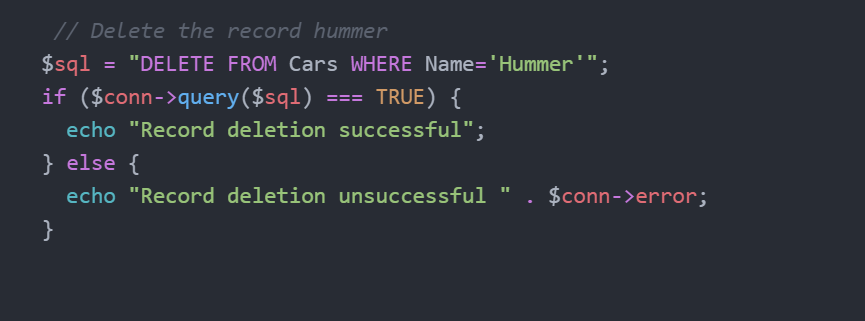 // Delete the record hummer
$sql = "DELETE FROM Cars WHERE Name='Hummer'";
if ($conn->query($sql) === TRUE) {
  echo "Record deletion successful";
} else {
  echo "Record deletion unsuccessful " . $conn->error;
}